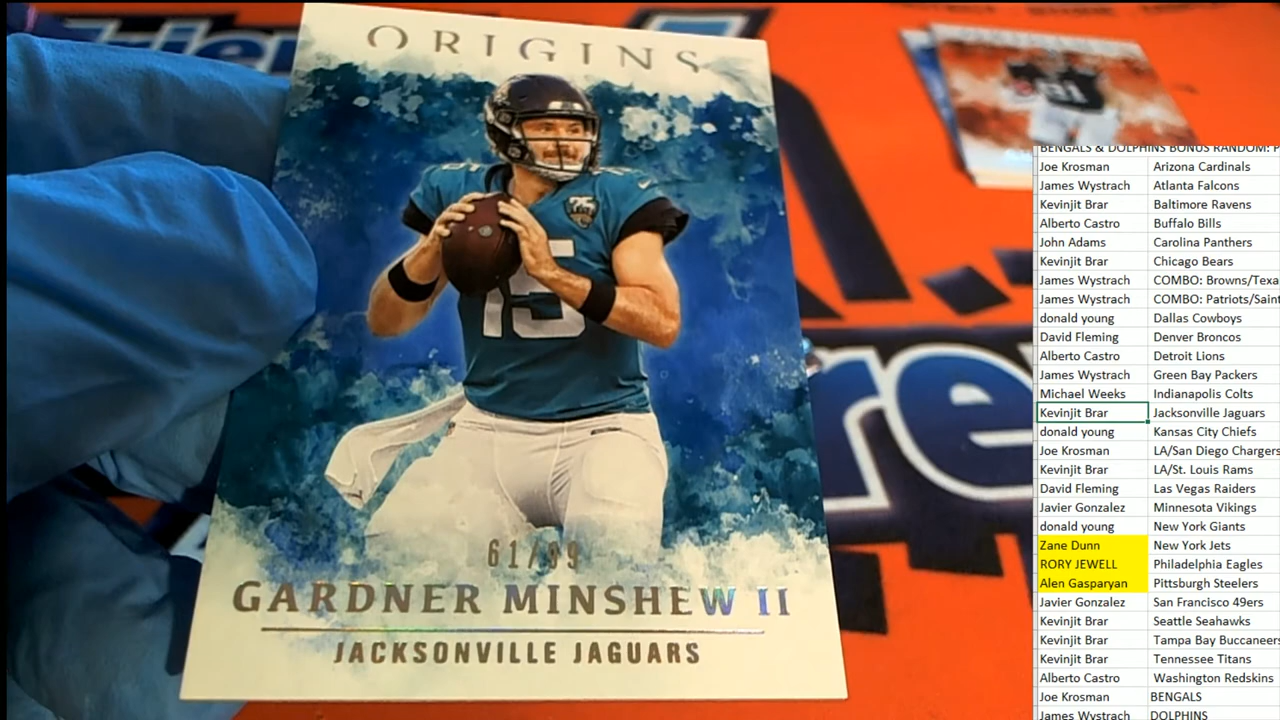 ORIGINS
15
15
61/99
GARDNER MINSHEW II
JACKSONVILLE JAGUARS
BENGALS & DOLPHINS BONUS RANDOM: P
Joe Krosman Arizona Cardinals
James Wystrach Atlanta Falcons
Kevinjit Brar Baltimore Ravens
Alberto Castro Buffalo Bills
John Adams Carolina Panthers
Kevinjit Brar Chicago Bears
James Wystrach COMBO: Browns/Texa
James Wystrach COMBO: Patriots/Saint
donald young Dallas Cowboys
David Fleming Denver Broncos
Alberto Castro Detroit Lions
James Wystrach Green Bay Packers
Michael Weeks Indianapolis Colts
Kevinjit Brar Jacksonville Jaguars
donald young Kansas City Chiefs
Joe Krosman LA/San Diego Chargers
Kevinjit Brar LA/St. Louis Rams
David Fleming Las Vegas Raiders
Javier Gonzalez Minnesota Vikings
donald young New York Giants
Zane Dunn New York Jets
RORY JEWELL Philadelphia Eagles
Alen Gasparyan Pittsburgh Steelers
Javier Gonzalez San Francisco 49ers
Kevinjit Brar Seattle Seahawks
Kevinjit Brar Tampa Bay Buccaneers
Kevinjit Brar Tennessee Titans
Alberto Castro Washington Redskins
Joe Krosman BENGALS
James Wystrach DOLPHINS